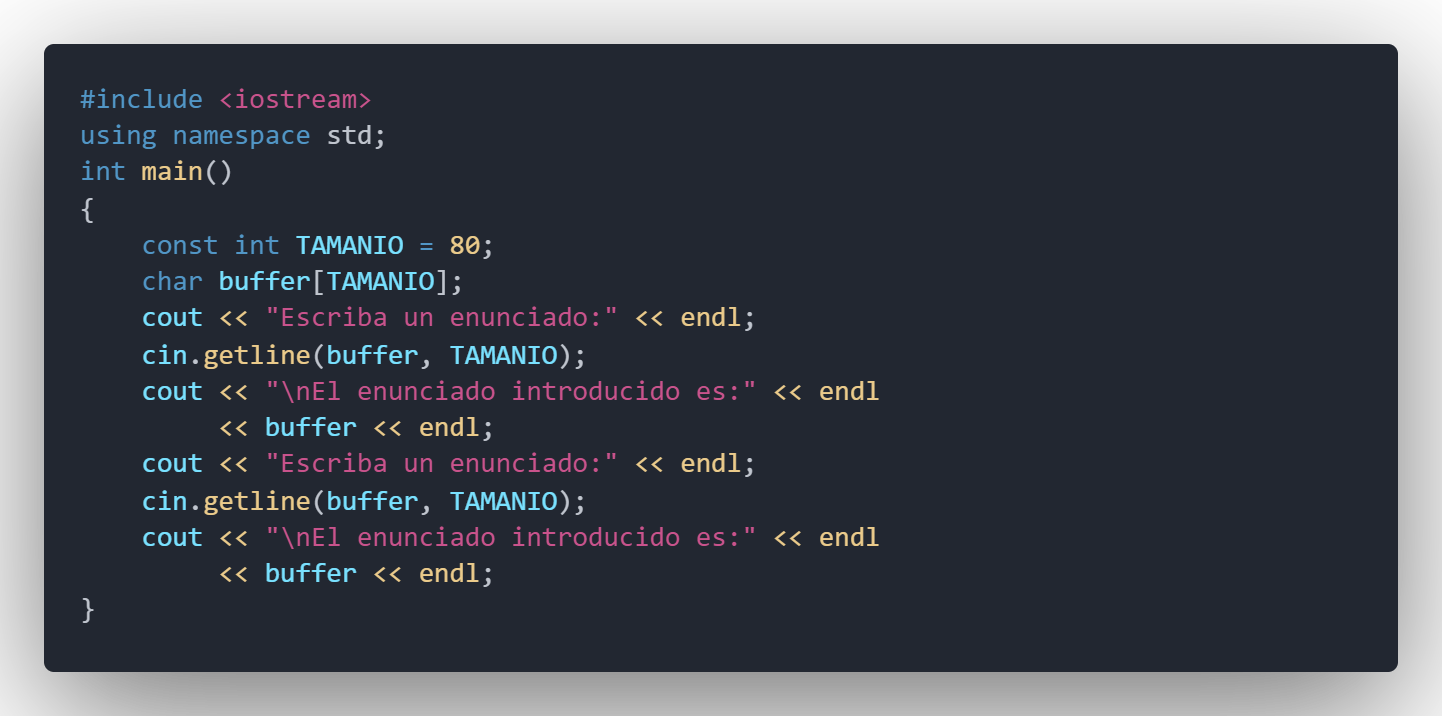 #include <iostream>
using namespace std;
int main()
{
    const int TAMANIO = 80;
    char buffer[TAMANIO];
    cout << "Escriba un enunciado:" << endl;
    cin.getline(buffer, TAMANIO);
    cout << "\nEl enunciado introducido es:" << endl
         << buffer << endl;
    cout << "Escriba un enunciado:" << endl;
    cin.getline(buffer, TAMANIO);
    cout << "\nEl enunciado introducido es:" << endl
         << buffer << endl;
}